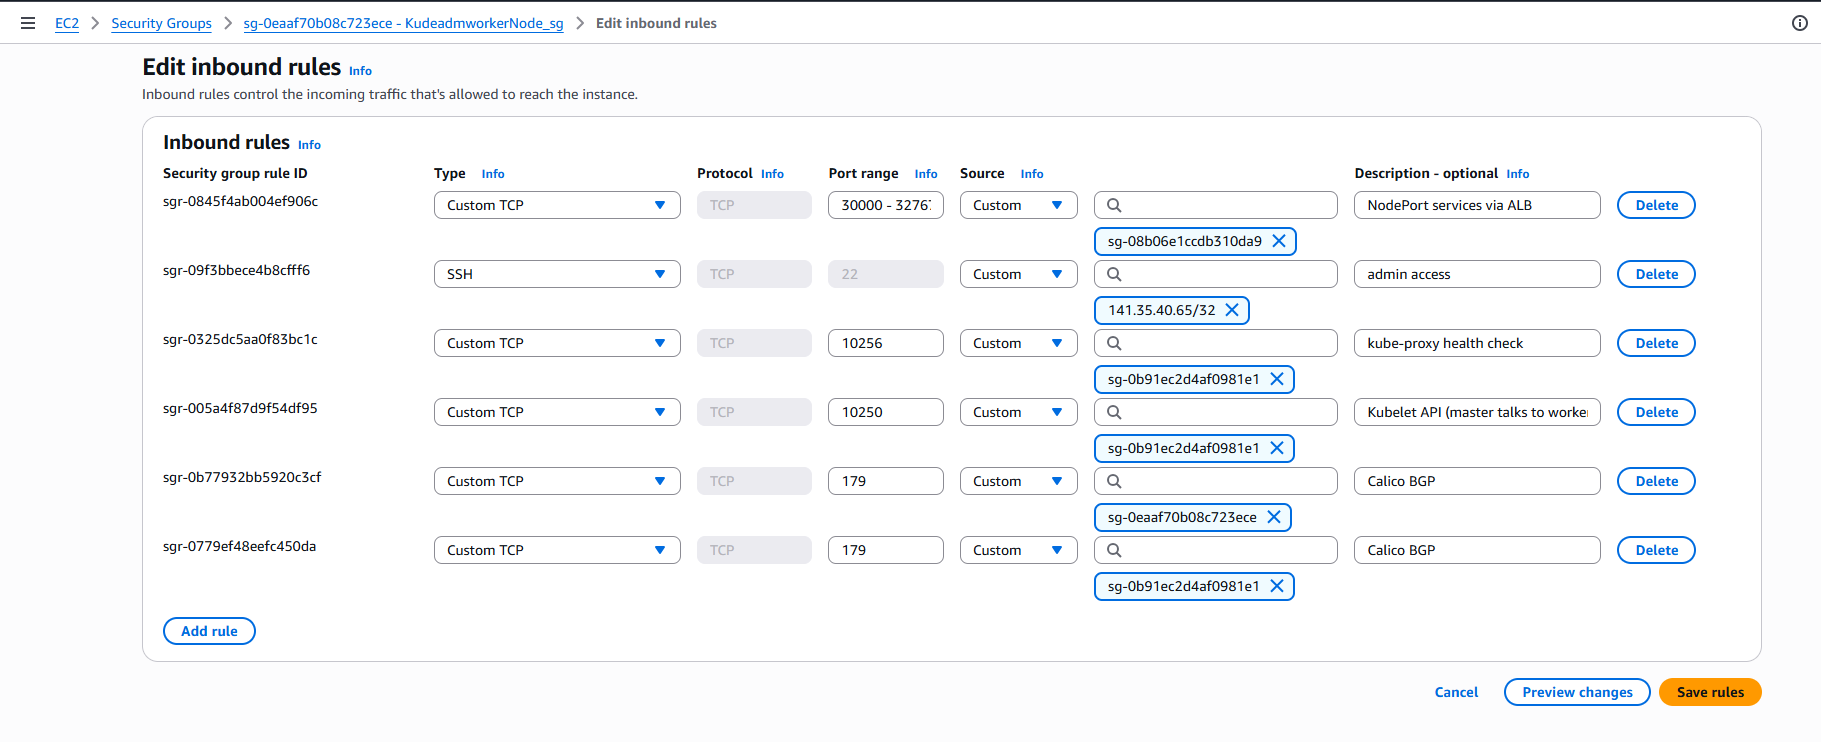 EC2 > Security Groups > sg-0eaaf70b08c723ece - KudeadmworkerNode_sg > Edit inbound rules
Edit inbound rules Info
Inbound rules control the incoming traffic that's allowed to reach the instance.
Inbound rules Info
Security group rule ID Type Info Protocol Info Port range Info Source Info Description - optional Info
sgr-0845f4ab004ef906c Custom TCP TCP 30000 - 32767 Custom NodePort services via ALB Delete
sg-08b06e1ccdb310da9
sgr-09f3bbece4b8cfff6 SSH TCP 22 Custom admin access Delete
141.35.40.65/32
sgr-0325dc5aa0f83bc1c Custom TCP TCP 10256 Custom kube-proxy health check Delete
sg-0b91ec2d4af0981e1
sgr-005a4f87d9f54df95 Custom TCP TCP 10250 Custom Kubelet API (master talks to worke Delete
sg-0b91ec2d4af0981e1
sgr-0b77932bb5920c3cf Custom TCP TCP 179 Custom Calico BGP Delete
sg-0eaaf70b08c723ece
sgr-0779ef48eefc450da Custom TCP TCP 179 Custom Calico BGP Delete
sg-0b91ec2d4af0981e1
Add rule
Cancel Preview changes Save rules